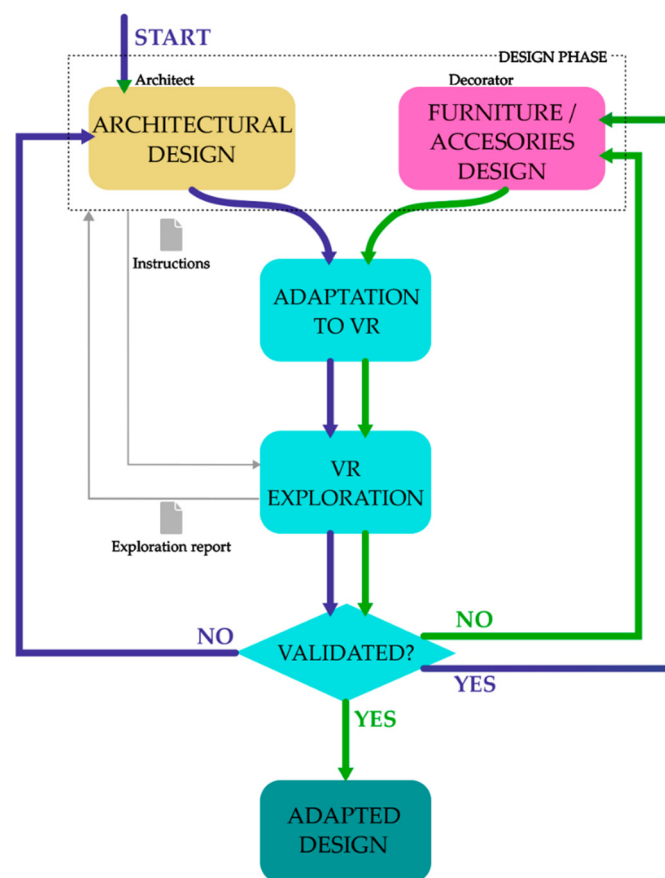 START
DESIGN PHASE
Architect
Decorator
ARCHITECTURAL
DESIGN
FURNITURE /
ACCESORIES
DESIGN
Instructions
ADAPTATION
TO VR
VR
EXPLORATION
Exploration report
NO
NO
VALIDATED?
YES
YES
ADAPTED
DESIGN